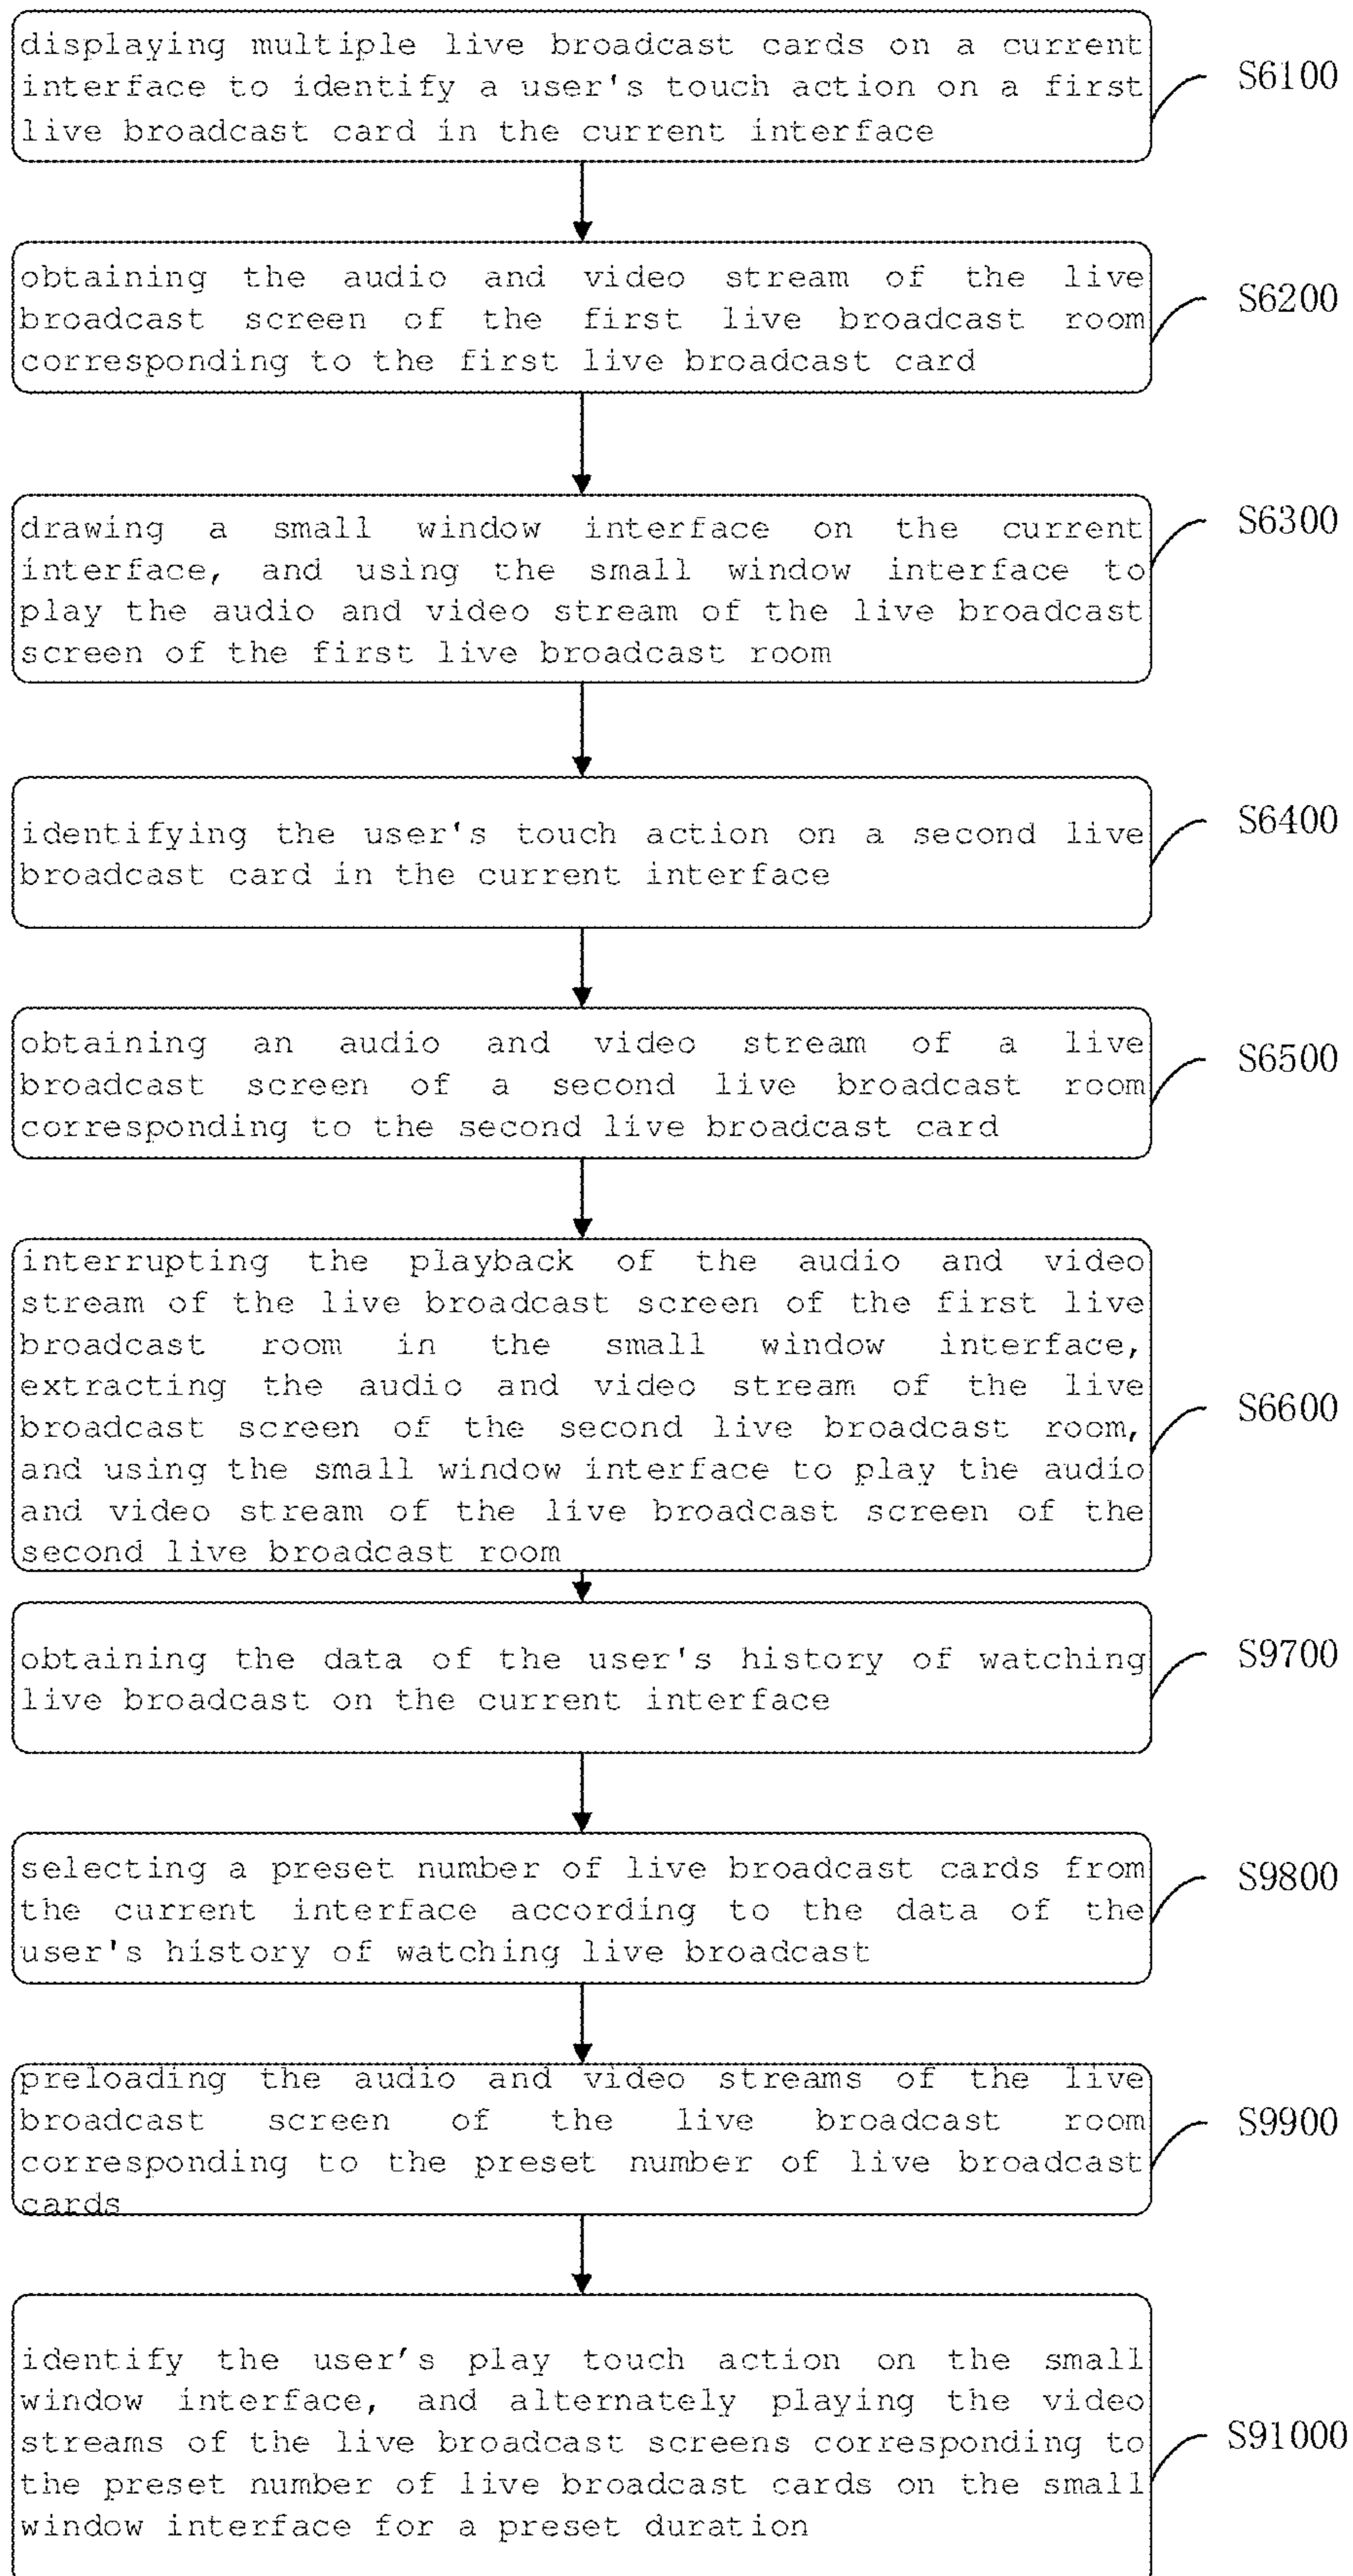 displaying multiple live broadcast cards on a current
interface to identify a user's touch action on a first
live broadcast card in the current interface
S6100
obtaining the audio and video stream of the live
broadcast screen of the first live broadcast room
corresponding to the first live broadcast card
S6200
drawing a small window interface on the current
interface, and using the small window interface to
play the audio and video stream of the live broadcast
screen of the first live broadcast room
S6300
identifying the user's touch action on a second live
broadcast card in the current interface
S6400
obtaining an audio and video stream of a live
broadcast screen of a second live broadcast room
corresponding to the second live broadcast card
S6500
interrupting the playback of the audio and video
stream of the live broadcast screen of the first live
broadcast room in the small window interface,
extracting the audio and video stream of the live
broadcast screen of the second live broadcast room,
and using the small window interface to play the audio
and video stream of the live broadcast screen of the
second live broadcast room
S6600
obtaining the data of the user's history of watching
live broadcast on the current interface
S9700
selecting a preset number of live broadcast cards from
the current interface according to the data of the
user's history of watching live broadcast
S9800
preloading the audio and video streams of the live
broadcast screen of the live broadcast room
corresponding to the preset number of live broadcast
cards
S9900
identify the user's play touch action on the small
window interface, and alternately playing the video
streams of the live broadcast screens corresponding to
the preset number of live broadcast cards on the small
window interface for a preset duration
S91000